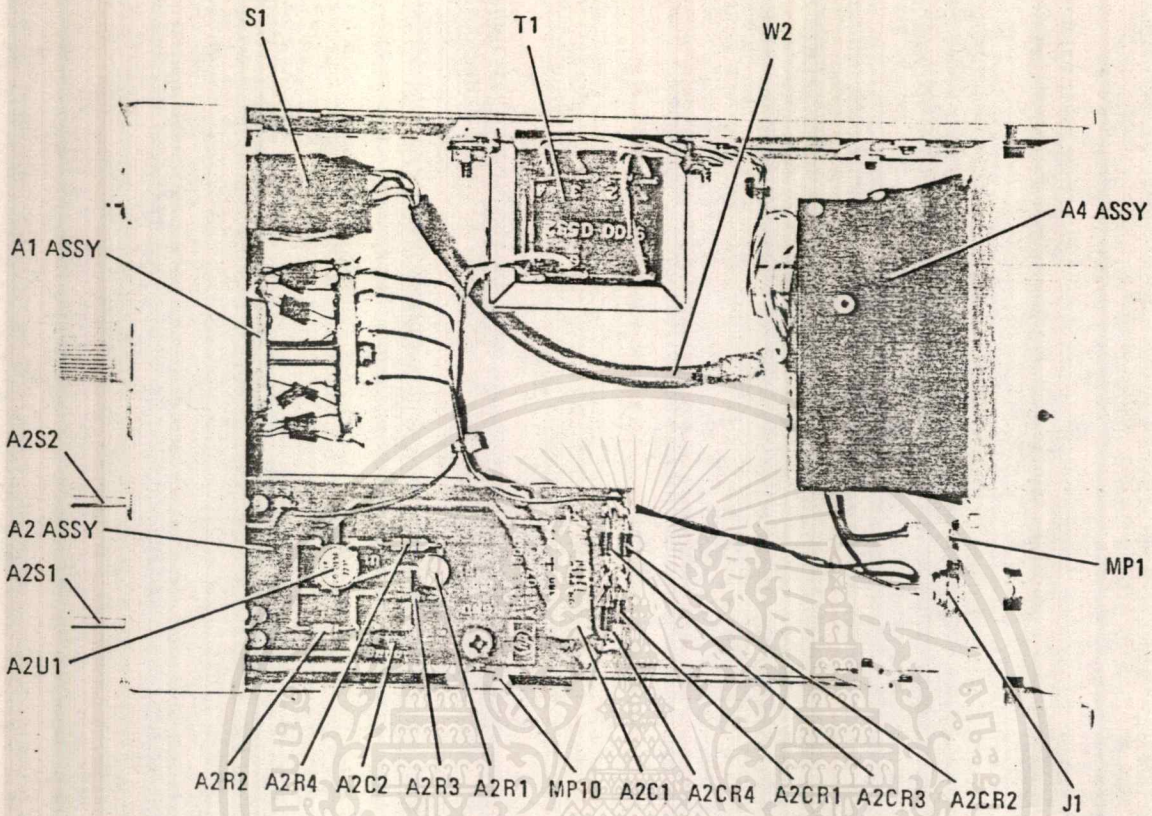 S1
T1
W2
A1 ASSY
A4 ASSY
A2S2
A2 ASSY
A2S1
A2U1
MP1
A2R2 A2R4 A2C2 A2R3 A2R1 MP10 A2C1 A2CR4 A2CR1 A2CR3 A2CR2 J1